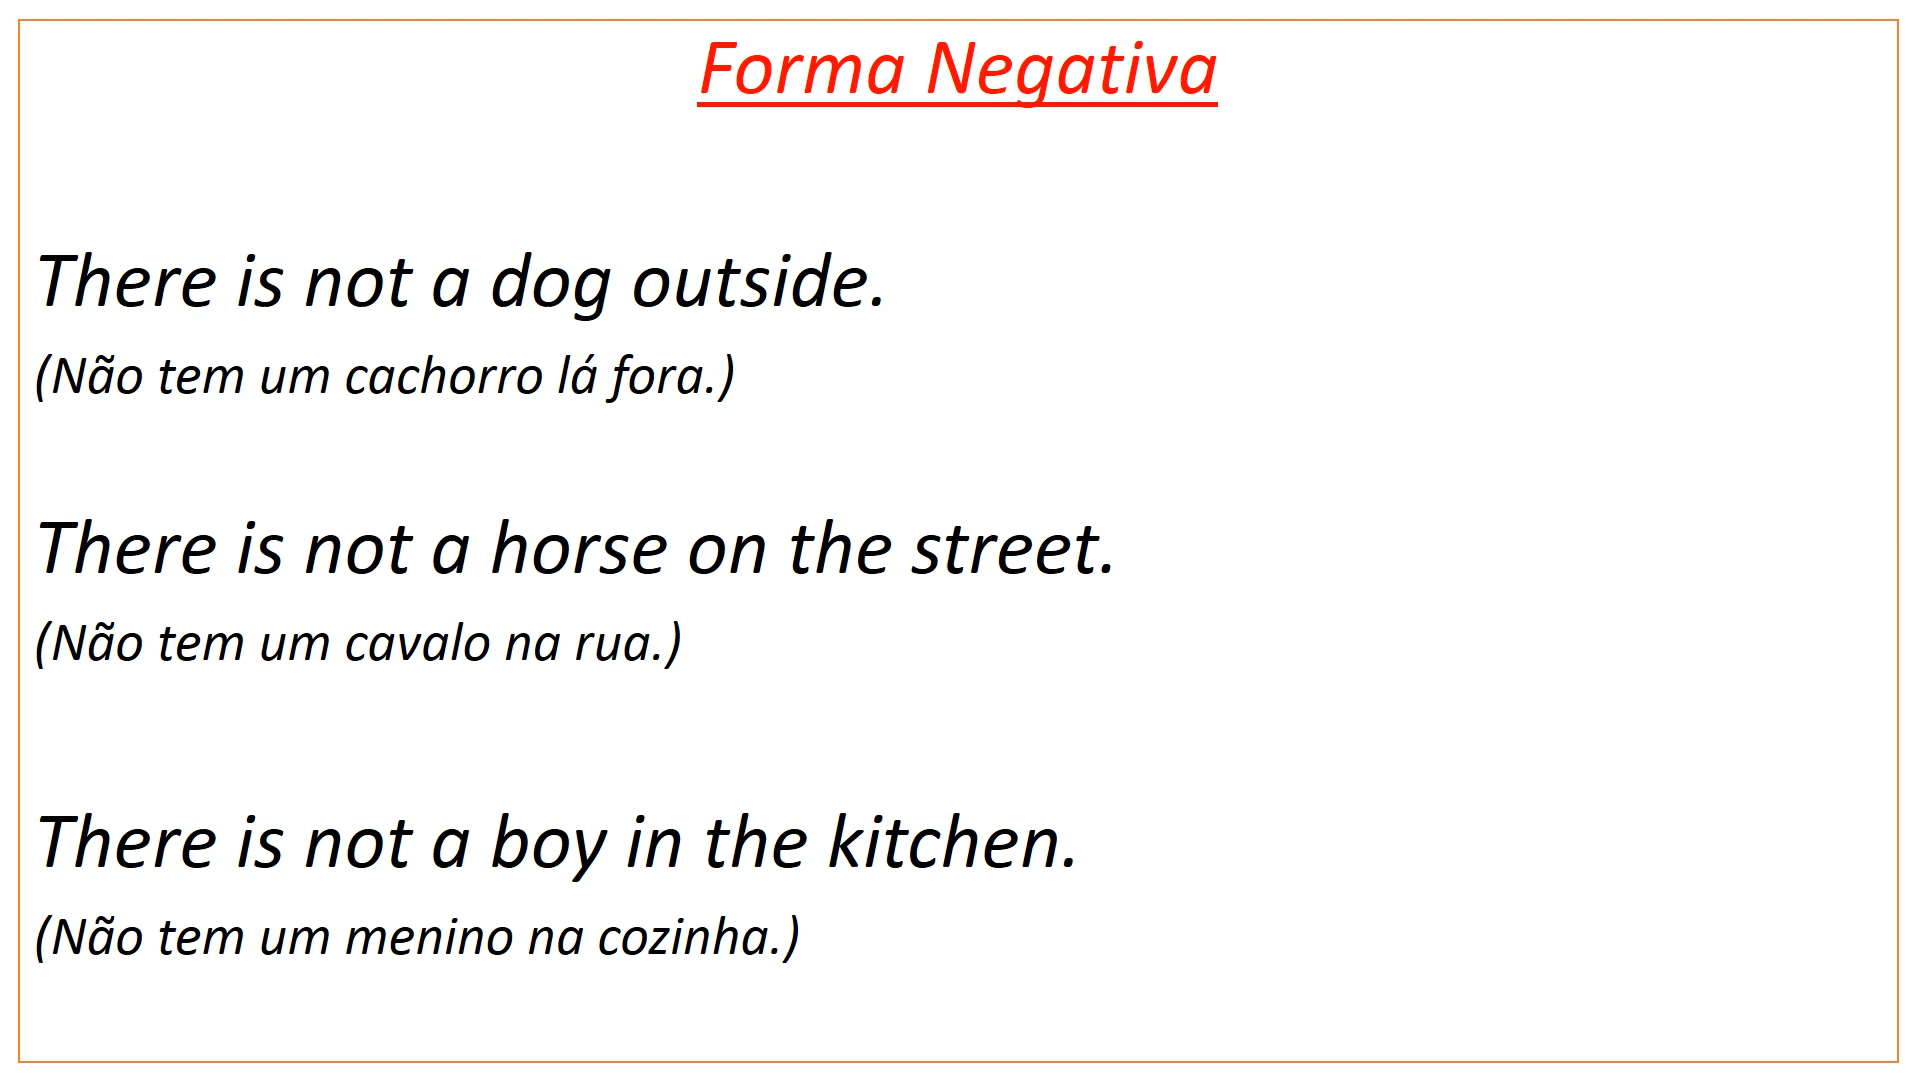 Forma Negativa
There is not a dog outside.
(Não tem um cachorro lá fora.)
There is not a horse on the street.
(Não tem um cavalo na rua.)
There is not a boy in the kitchen.
(Não tem um menino na cozinha.)